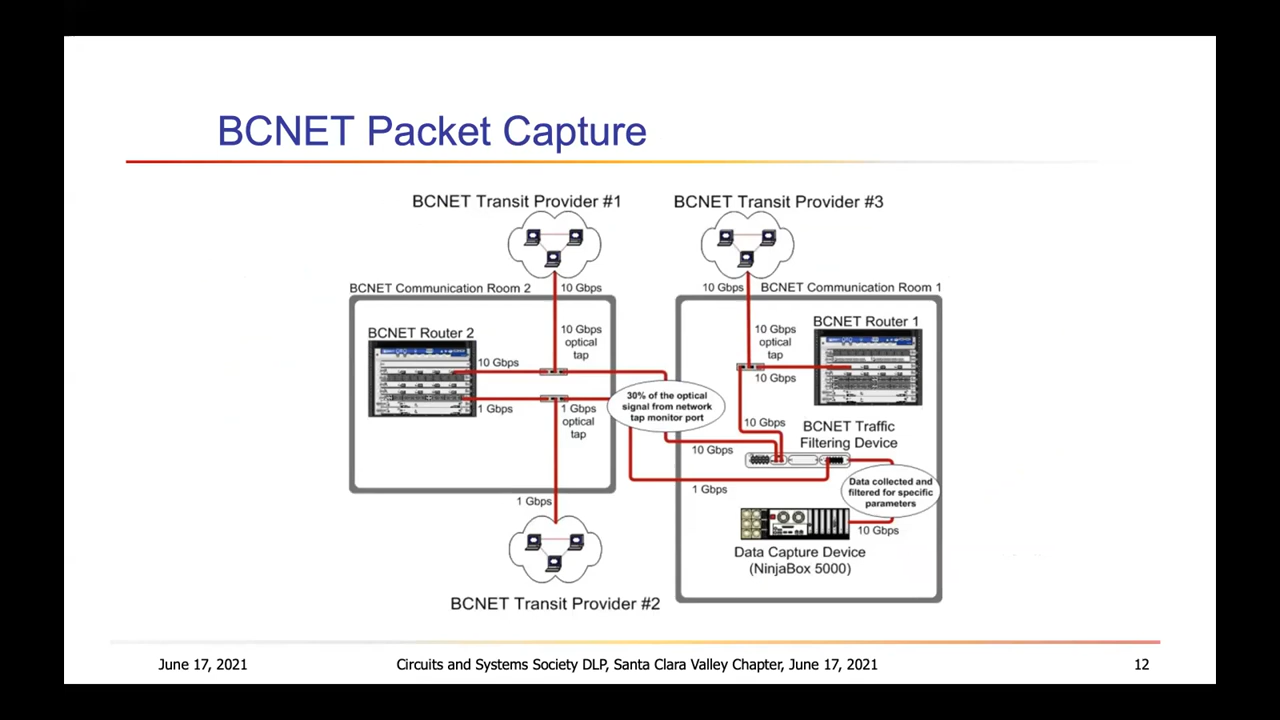 BCNET Packet Capture
BCNET Transit Provider #1
BCNET Transit Provider #3
BCNET Communication Room 2
10 Gbps
10 Gbps
BCNET Communication Room 1
BCNET Router 2
10 Gbps
optical
tap
10 Gbps
1 Gbps
1 Gbps
optical
tap
30% of the optical
signal from network
tap monitor port
10 Gbps
optical
tap
10 Gbps
BCNET Router 1
10 Gbps
BCNET Traffic
Filtering Device
10 Gbps
1 Gbps
Data collected and
filtered for specific
parameters
10 Gbps
Data Capture Device
(NinjaBox 5000)
1 Gbps
BCNET Transit Provider #2
June 17, 2021
Circuits and Systems Society DLP, Santa Clara Valley Chapter, June 17, 2021
12